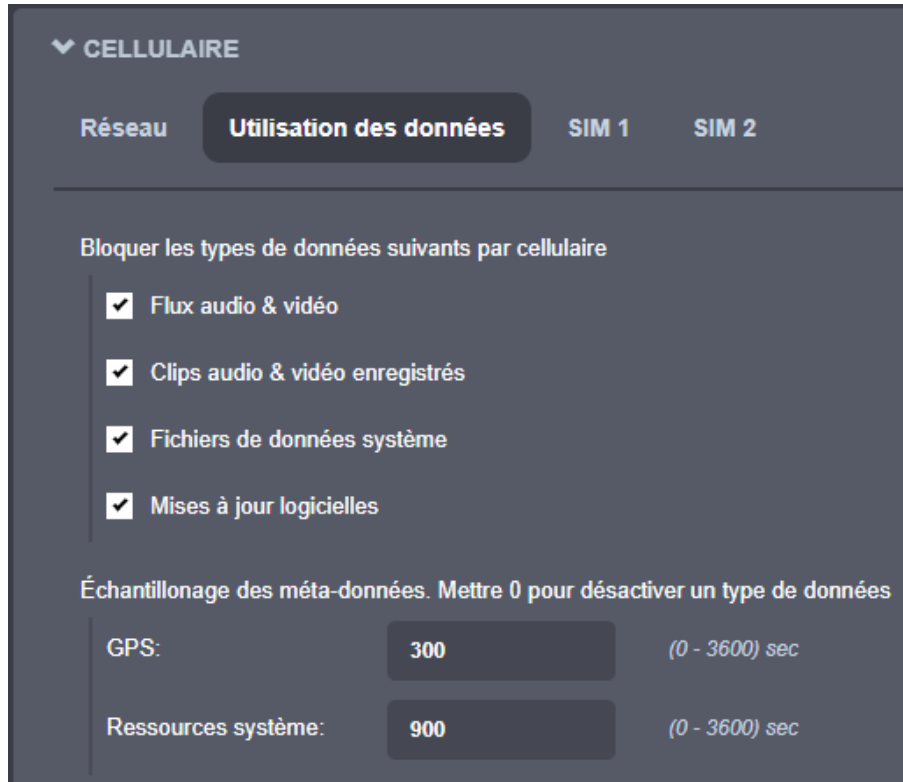 CELLULAIRE
Réseau Utilisation des données SIM 1 SIM 2
Bloquer les types de données suivants par cellulaire
Flux audio & vidéo
Clips audio & vidéo enregistrés
Fichiers de données système
Mises à jour logicielles
Échantillonage des méta-données. Mettre 0 pour désactiver un type de données
GPS: 300 (0 - 3600) sec
Ressources système: 900 (0 - 3600) sec